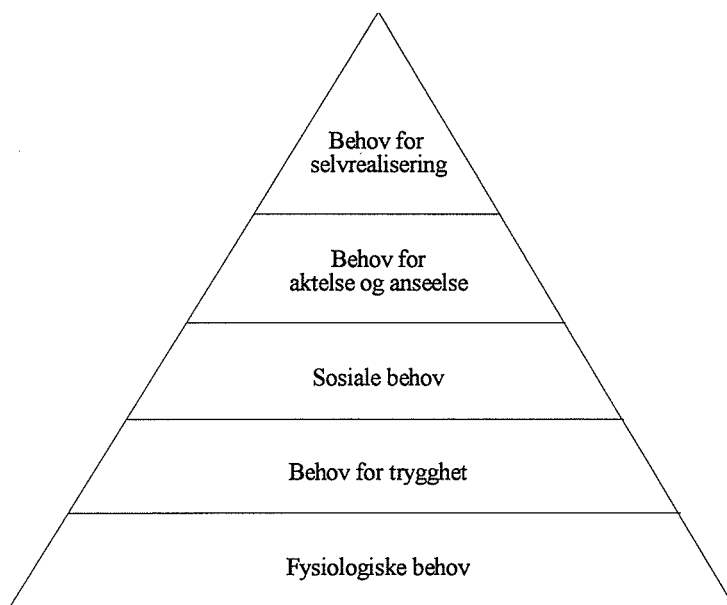 Behov for
selvrealisering
Behov for
aktelse og anseelse
Sosiale behov
Behov for trygghet
Fysiologiske behov